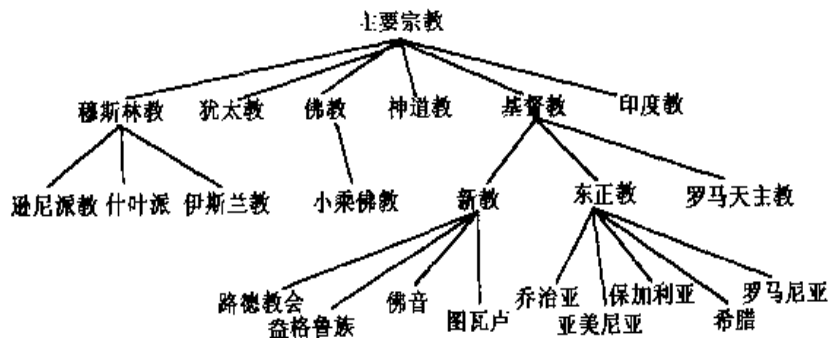 主要宗教
穆斯林教 犹太教 佛教 神道教 基督教 印度教
逊尼派教 什叶派 伊斯兰教 小乘佛教 新教 东正教 罗马天主教
路德教会 盎格鲁族 佛音 图瓦卢 乔治亚 亚美尼亚 保加利亚 希腊 罗马尼亚